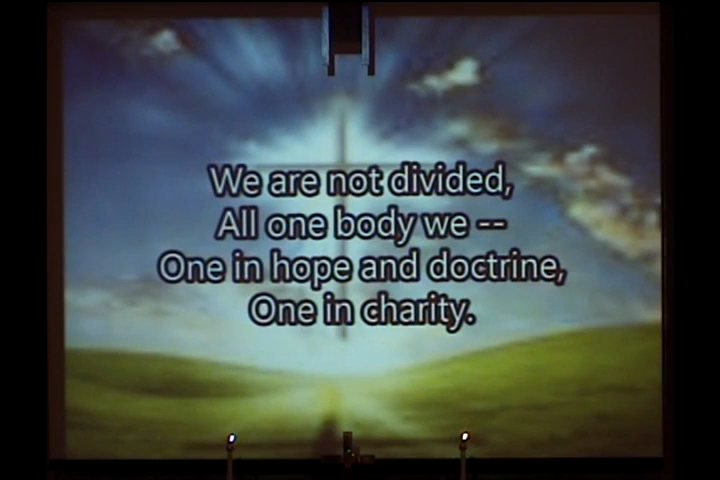 We are not divided,
All one body we --
One in hope and doctrine,
One in charity.